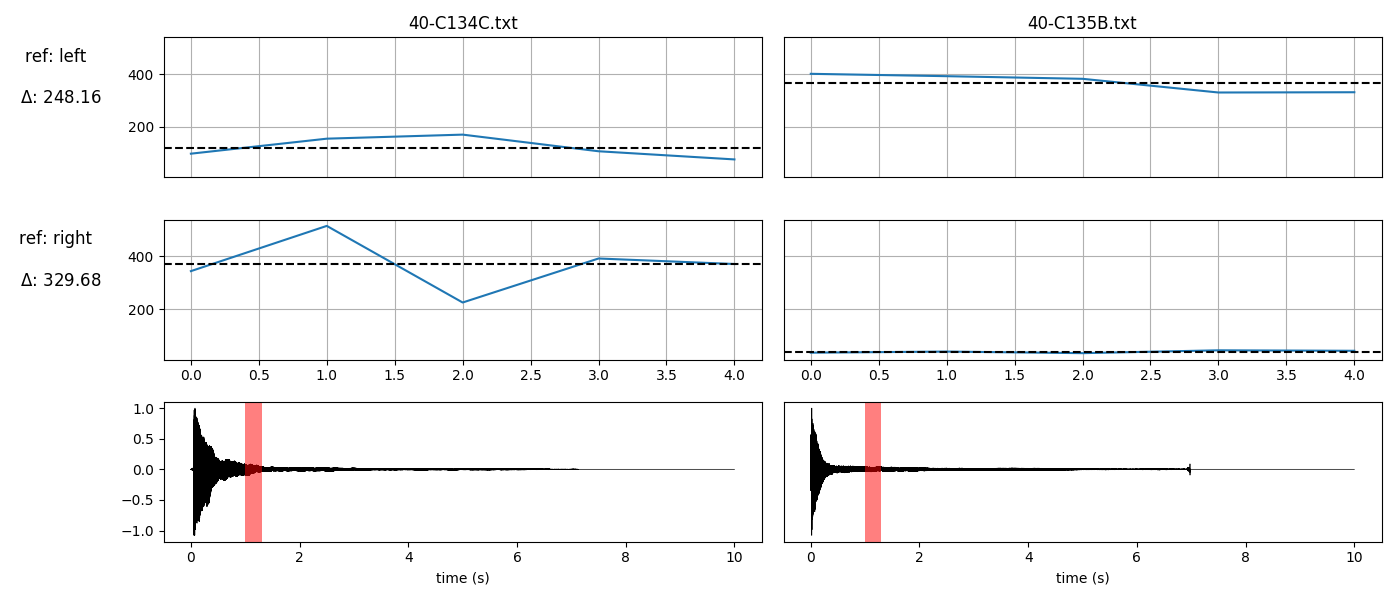 40-C134C.txt
40-C135B.txt
ref: left
Δ: 248.16
400
200
ref: right
Δ: 329.68
400
200
0.0 0.5 1.0 1.5 2.0 2.5 3.0 3.5 4.0
0.0 0.5 1.0 1.5 2.0 2.5 3.0 3.5 4.0
1.0
0.5
0.0
−0.5
−1.0
0 2 4 6 8 10
0 2 4 6 8 10
time (s)
time (s)